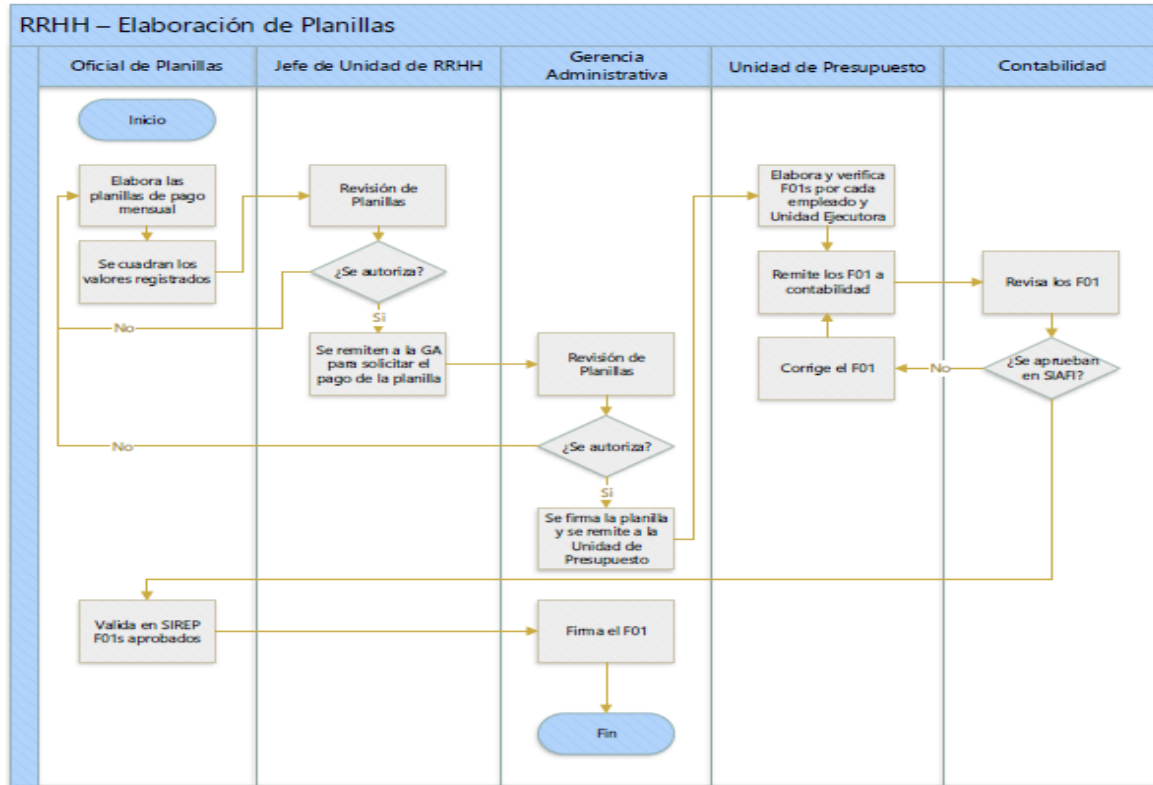 RRHH – Elaboración de Planillas
Oficial de Planillas
Jefe de Unidad de RRHH
Gerencia
Administrativa
Unidad de Presupuesto
Contabilidad
Inicio
Elabora las
planillas de pago
mensual
Se cuadran los
valores registrados
Revisión de
Planillas
¿Se autoriza?
No
Si
Se remiten a la GA
para solicitar el
pago de la planilla
Revisión de
Planillas
¿Se autoriza?
No
Si
Se firma la planilla
y se remite a la
Unidad de
Presupuesto
Elabora y verifica
F01s por cada
empleado y
Unidad Ejecutora
Remite los F01 a
contabilidad
Revisa los F01
¿Se aprueban
en SIAFI?
No
Corrige el F01
Valida en SIREP
F01s aprobados
Firma el F01
Fin